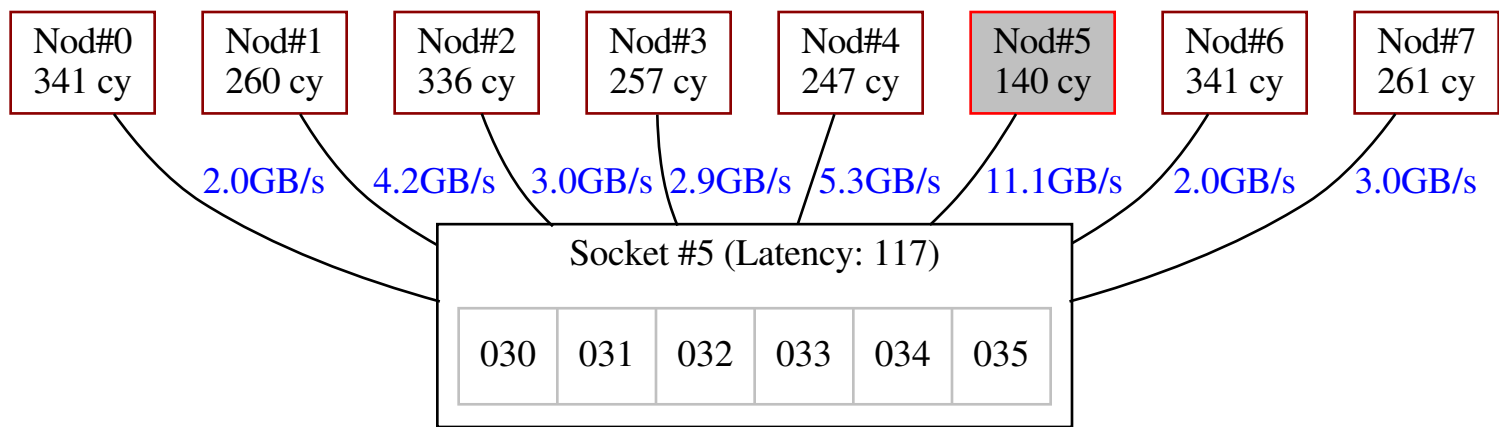 Nod#0 Nod#1 Nod#2 Nod#3 Nod#4 Nod#5 Nod#6 Nod#7
341 cy 260 cy 336 cy 257 cy 247 cy 140 cy 341 cy 261 cy
2.0GB/s 4.2GB/s 3.0GB/s 2.9GB/s 5.3GB/s 11.1GB/s 2.0GB/s 3.0GB/s
Socket #5 (Latency: 117)
030 031 032 033 034 035